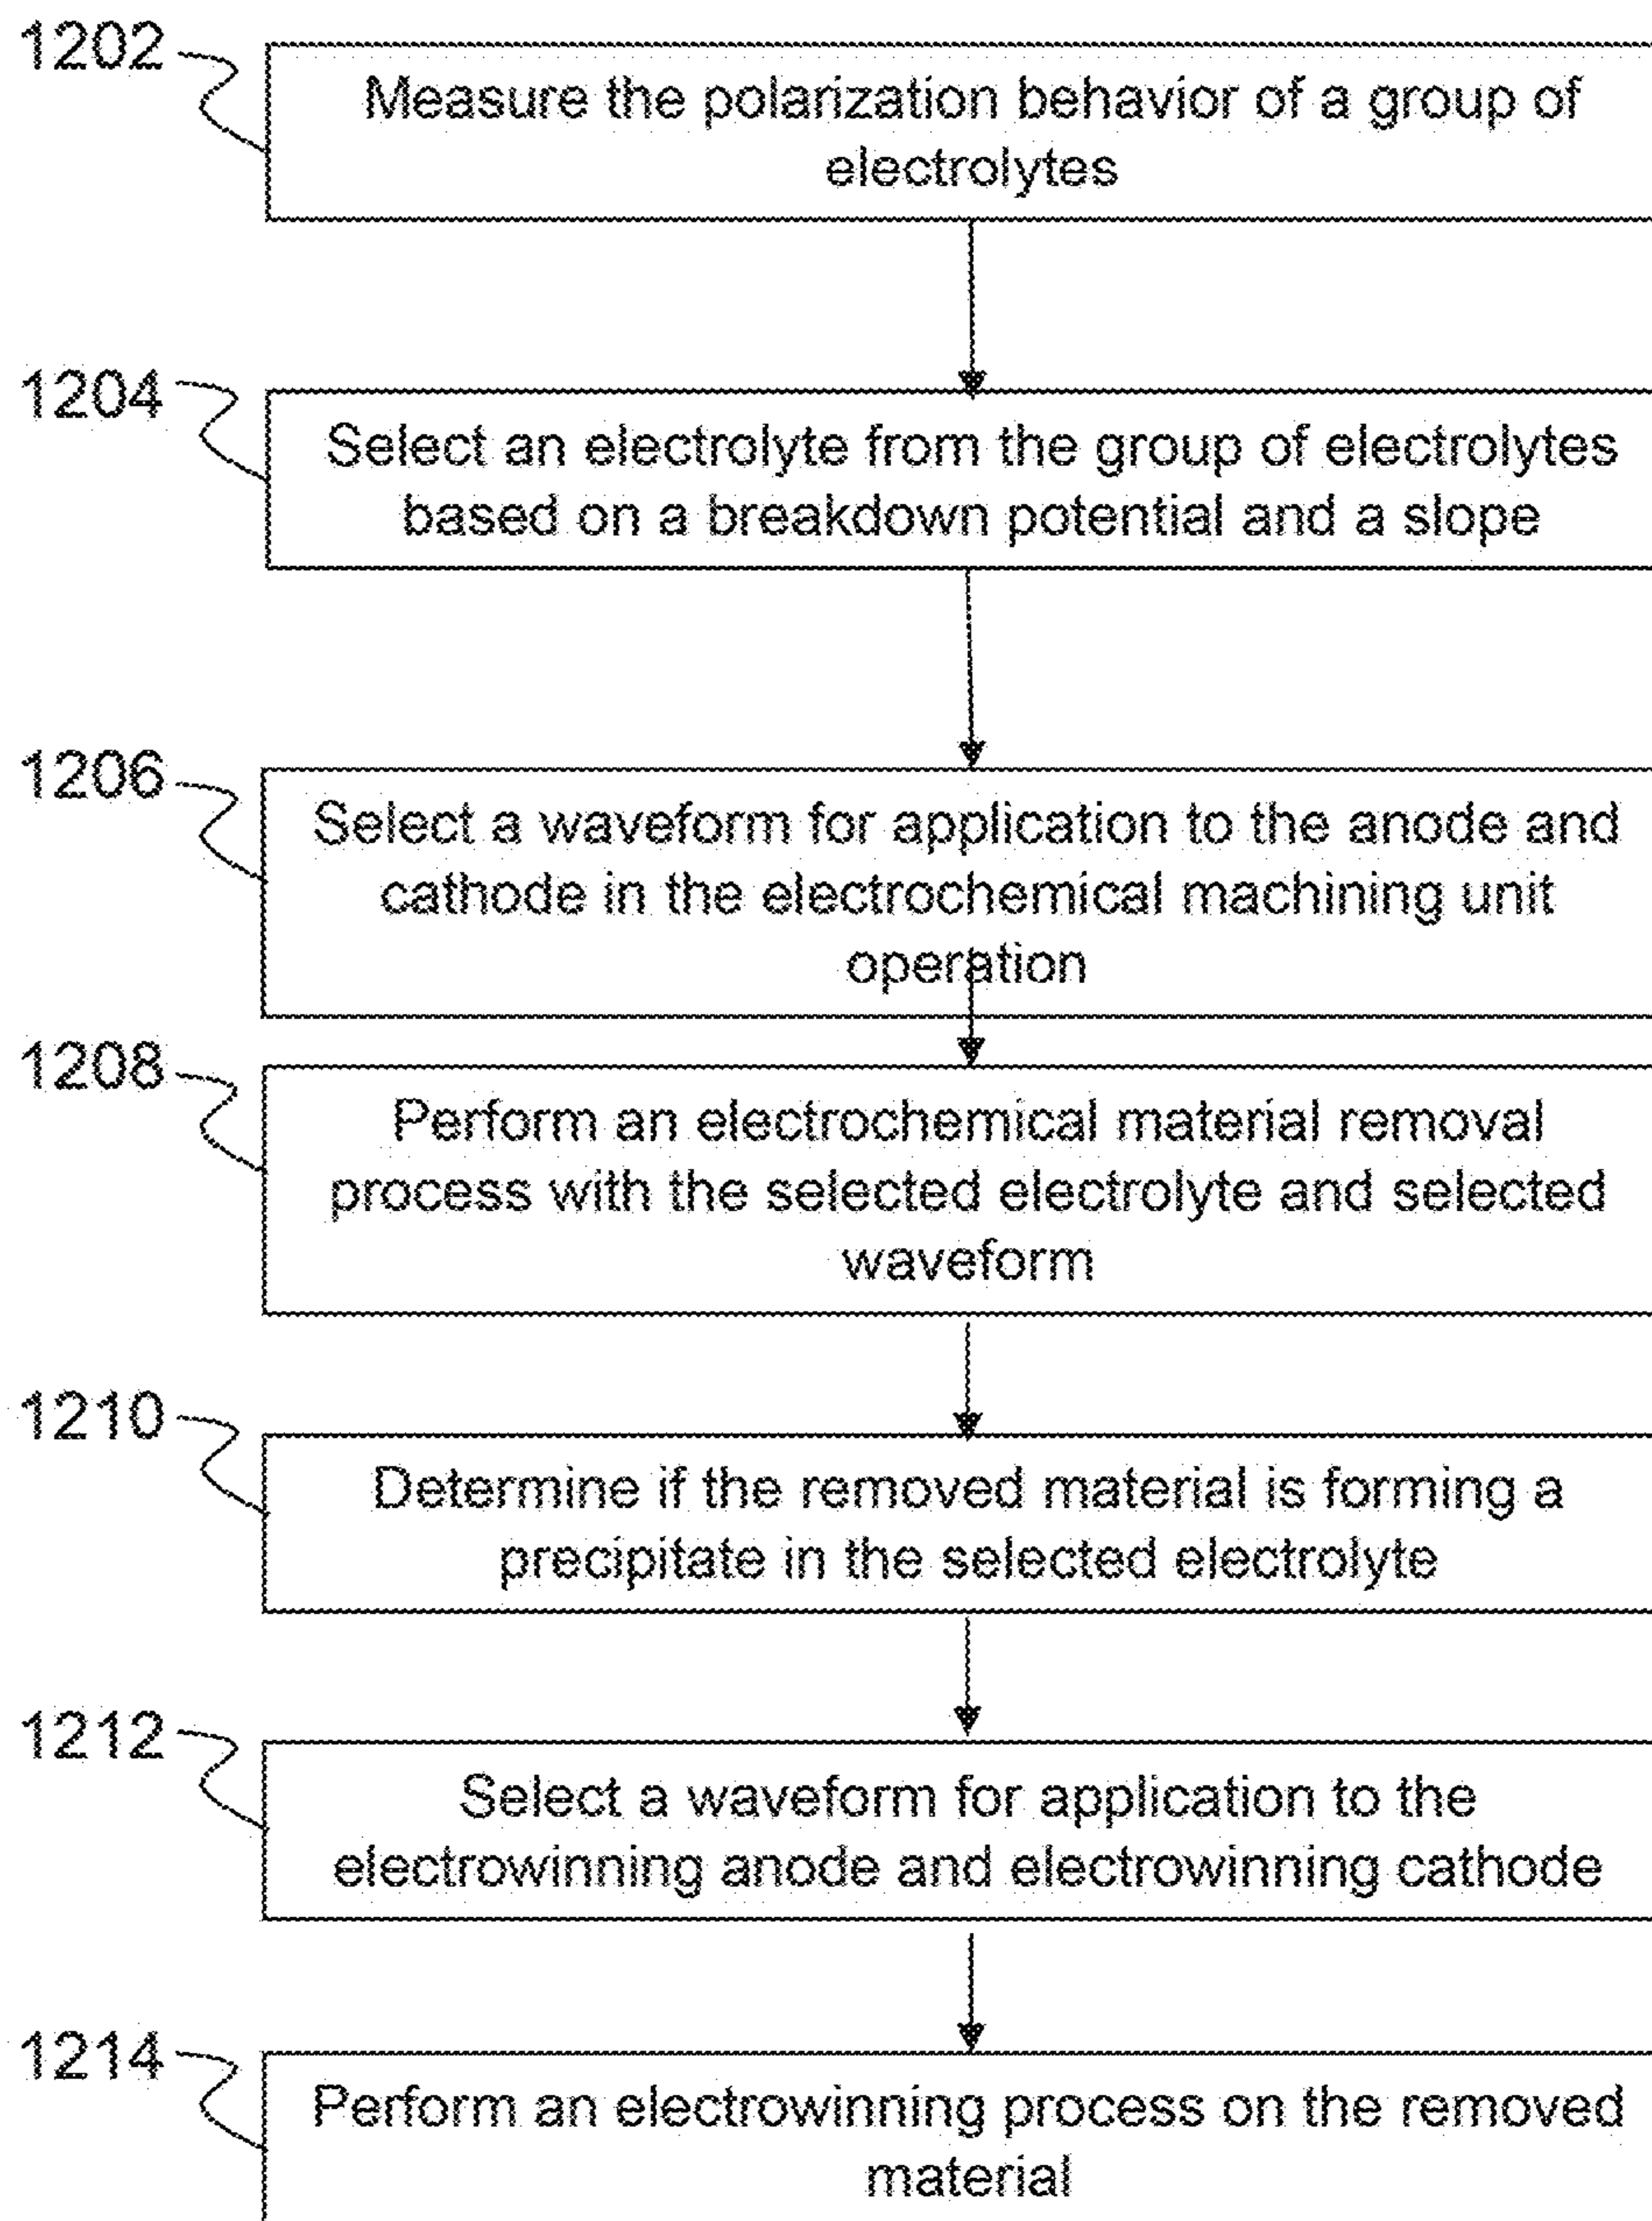 1202
Measure the polarization behavior of a group of
electrolytes
1204
Select an electrolyte from the group of electrolytes
based on a breakdown potential and a slope
1206
Select a waveform for application to the anode and
cathode in the electrochemical machining unit
operation
1208
Perform an electrochemical material removal
process with the selected electrolyte and selected
waveform
1210
Determine if the removed material is forming a
precipitate in the selected electrolyte
1212
Select a waveform for application to the
electrowinning anode and electrowinning cathode
1214
Perform an electrowinning process on the removed
material